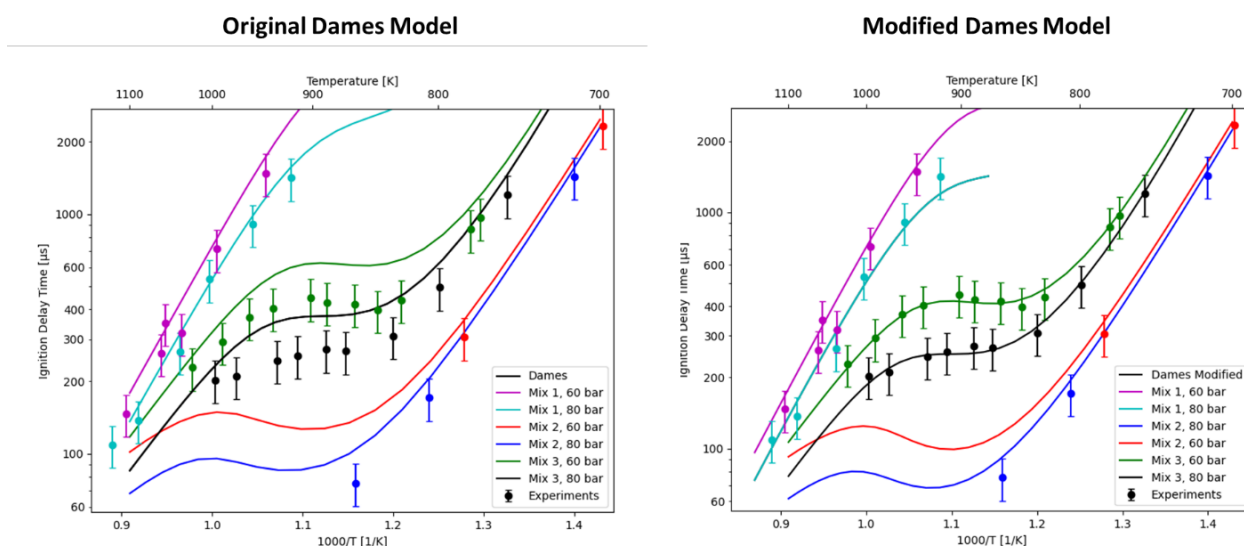 Original Dames Model
Temperature [K]
1100 1000 900 800 700
Ignition Delay Time [µs]
2000
1000
600
400
300
200
100
60
Dames
Mix 1, 60 bar
Mix 1, 80 bar
Mix 2, 60 bar
Mix 2, 80 bar
Mix 3, 60 bar
Mix 3, 80 bar
Experiments
0.9 1.0 1.1 1.2 1.3 1.4
1000/T [1/K]
Modified Dames Model
Temperature [K]
1100 1000 900 800 700
Ignition Delay Time [µs]
2000
1000
600
400
300
200
100
60
Dames Modified
Mix 1, 60 bar
Mix 1, 80 bar
Mix 2, 60 bar
Mix 2, 80 bar
Mix 3, 60 bar
Mix 3, 80 bar
Experiments
0.9 1.0 1.1 1.2 1.3 1.4
1000/T [1/K]